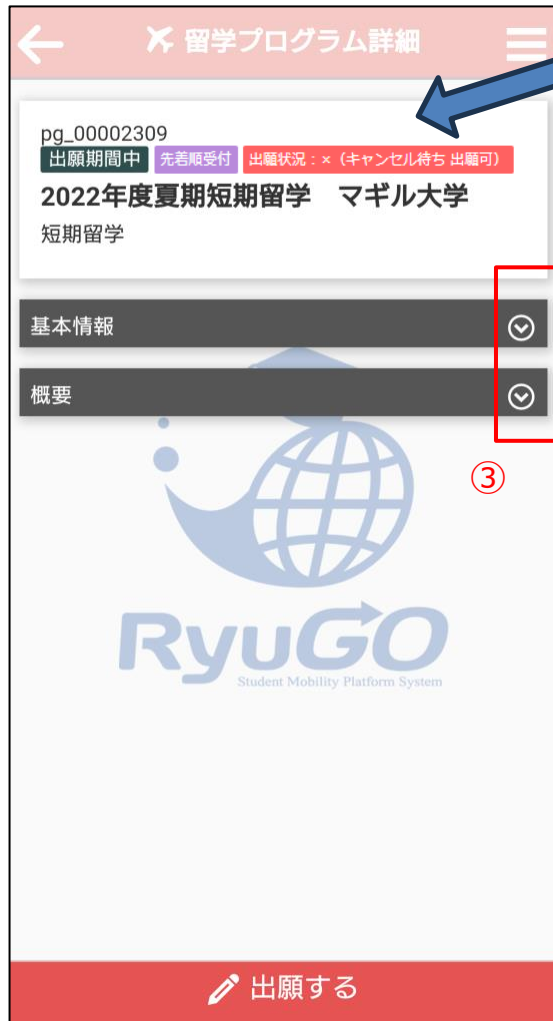 留学プログラム詳細
pg_00002309
出願期間中 先着順受付 出願状況：×（キャンセル待ち 出願可）
2022年度夏期短期留学　マギル大学
短期留学
基本情報
概要
③
RyuGO
Student Mobility Platform System
出願する